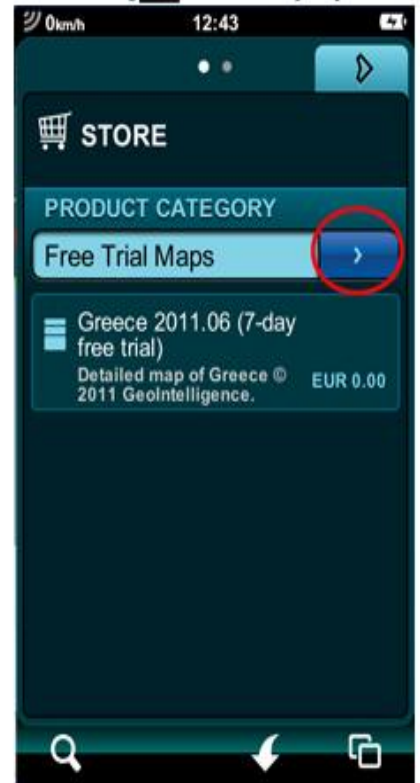 0km/h 12:43
STORE
PRODUCT CATEGORY
Free Trial Maps
Greece 2011.06 (7-day
free trial)
Detailed map of Greece © EUR 0.00
2011 GeoIntelligence.